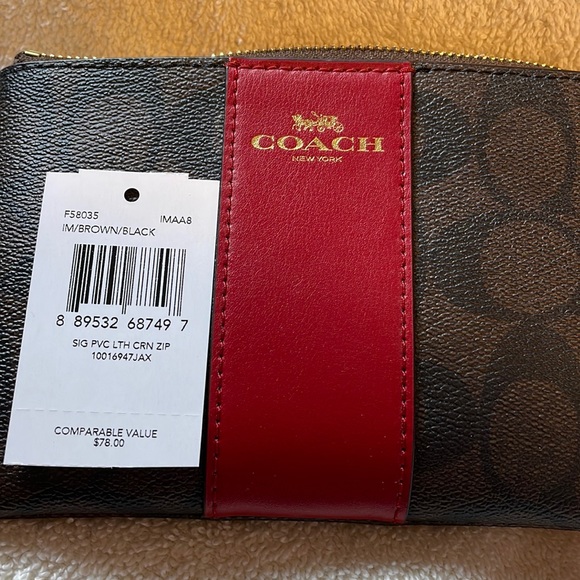 COACH
NEW YORK
F58035 IMAA8
IM/BROWN/BLACK
8 89532 68749 7
SIG PVC LTH CRN ZIP
10016947JAX
COMPARABLE VALUE
$78.00